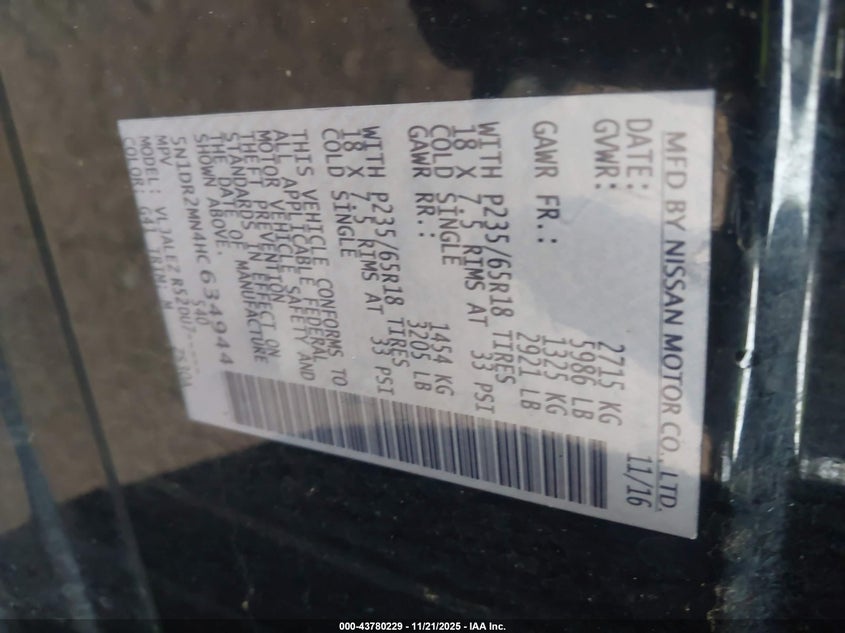 MFD BY NISSAN MOTOR CO., LTD.
DATE: 11/16
GVWR: 2715 KG
5986 LB
GAWR FR.: 1325 KG
2921 LB
WITH P235/65R18 TIRES
18 X 7.5 RIMS AT 33 PSI
COLD SINGLE
GAWR RR.: 1454 KG
3205 LB
WITH P235/65R18 TIRES
18 X 7.5 RIMS AT 33 PSI
COLD SINGLE
THIS VEHICLE CONFORMS TO
ALL APPLICABLE FEDERAL
MOTOR VEHICLE SAFETY AND
THEFT PREVENTION
STANDARDS IN EFFECT ON
THE DATE OF MANUFACTURE
SHOWN ABOVE.
5N1DR2MN4HC634944
MPV S40
MODEL: R52DU7
COLOR: TRIM:
000-43780229 - 11/21/2025 - IAA Inc.